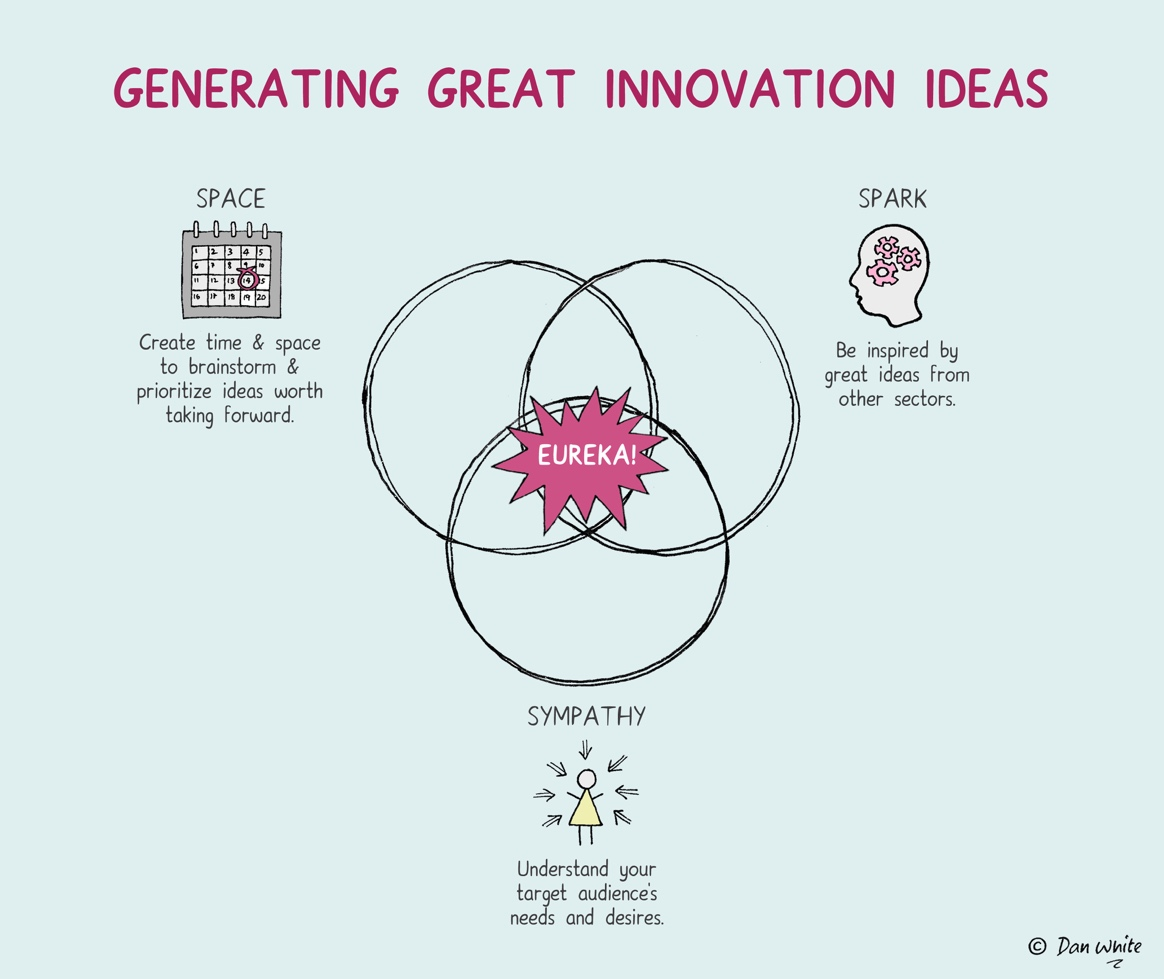 GENERATING GREAT INNOVATION IDEAS
SPACE
1 2 3 4 5
6 7 8 9 10
11 12 13 14 15
16 17 18 19 20
Create time & space
to brainstorm &
prioritize ideas worth
taking forward.
SPARK
Be inspired by
great ideas from
other sectors.
EUREKA!
SYMPATHY
Understand your
target audience's
needs and desires.
© Dan White